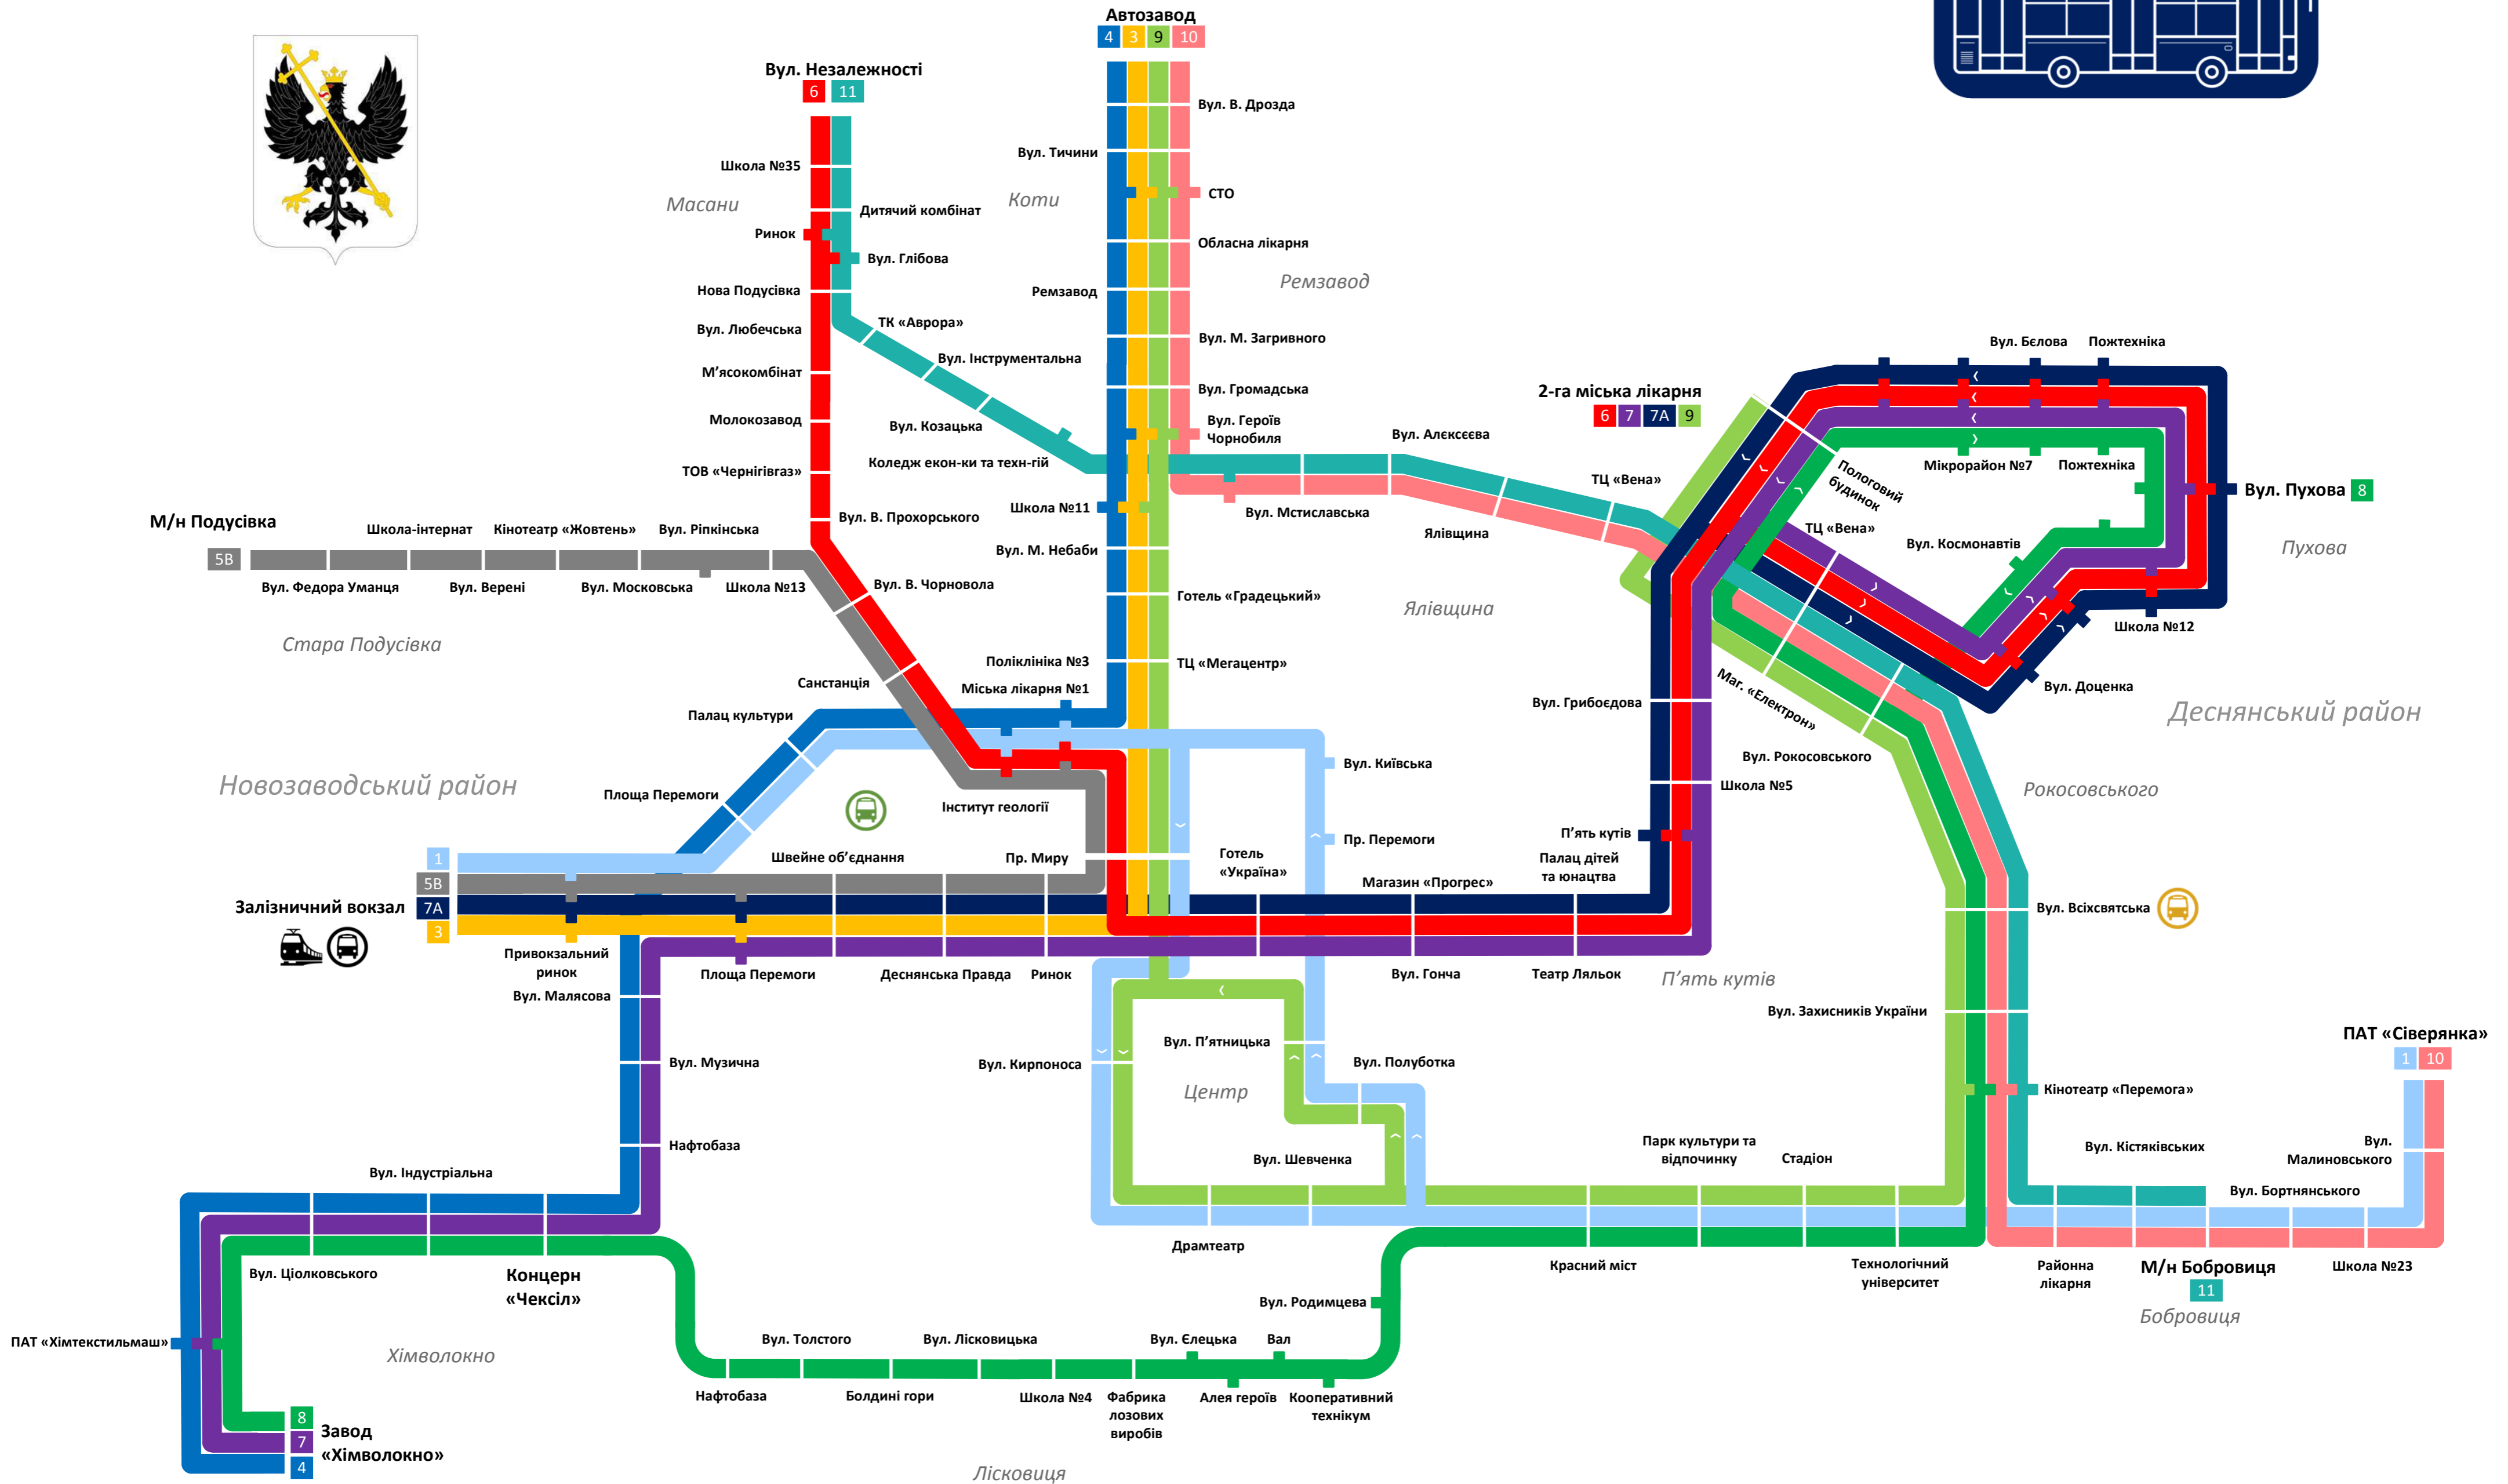 Автозавод
4 3 9 10
Вул. Незалежності
6 11
Вул. В. Дрозда
Вул. Тичини
Школа №35
СТО
Масани
Коти
Дитячий комбінат
Ринок
Обласна лікарня
Вул. Глібова
Ремзавод
Нова Подусівка
Ремзавод
ТК «Аврора»
Вул. Любечська
Вул. М. Загривного
Вул. Бєлова
Пожтехніка
Вул. Інструментальна
М’ясокомбінат
Вул. Громадська
2-га міська лікарня
6 7 7А 9
Молокозавод
Вул. Козацька
Вул. Героїв
Чорнобиля
Вул. Алєксєєва
Коледж екон-ки та техн-гій
ТОВ «Чернігівгаз»
Мікрорайон №7
Пожтехніка
Пологовий
будинок
ТЦ «Вена»
Вул. Пухова 8
Школа №11
Вул. Мстиславська
Вул. В. Прохорського
М/н Подусівка
5В
Школа-інтернат
Кінотеатр «Жовтень»
Вул. Ріпкінська
Ялівщина
ТЦ «Вена»
Вул. Космонавтів
Пухова
Вул. М. Небаби
Вул. Федора Уманця
Вул. Верені
Вул. Московська
Школа №13
Вул. В. Чорновола
Готель «Градецький»
Ялівщина
Школа №12
Стара Подусівка
Поліклініка №3
ТЦ «Мегацентр»
Санстанція
Міська лікарня №1
Маг. «Електрон»
Вул. Доценка
Вул. Грибоєдова
Палац культури
Деснянський район
Вул. Рокосовського
Вул. Київська
Новозаводський район
Площа Перемоги
Інститут геології
Школа №5
Рокосовського
П’ять кутів
Пр. Перемоги
1
5В
Залізничний вокзал 7А
3
Швейне об’єднання
Пр. Миру
Готель
«Україна»
Магазин «Прогрес»
Палац дітей
та юнацтва
Вул. Всіхсвятська
Привокзальний
ринок
Площа Перемоги
Деснянська Правда
Ринок
Вул. Гонча
Театр Ляльок
П’ять кутів
Вул. Малясова
Вул. Захисників України
Вул. П’ятницька
ПАТ «Сіверянка»
1 10
Вул. Музична
Вул. Кирпоноса
Вул. Полуботка
Центр
Кінотеатр «Перемога»
Нафтобаза
Вул. Індустріальна
Вул. Шевченка
Парк культури та
відпочинку
Стадіон
Вул. Кістяківських
Вул.
Малиновського
Вул. Бортнянського
Драмтеатр
Вул. Ціолковського
Концерн
«Чексіл»
Красний міст
Технологічний
університет
Районна
лікарня
М/н Бобровиця
11
Школа №23
Бобровиця
Вул. Родимцева
ПАТ «Хімтекстильмаш»
Хімволокно
Вул. Толстого
Вул. Лісковицька
Вул. Єлецька
Вал
Нафтобаза
Болдині гори
Школа №4
Фабрика
лозових
виробів
Алея героїв
Кооперативний
технікум
8
7
4
Завод
«Хімволокно»
Лісковиця